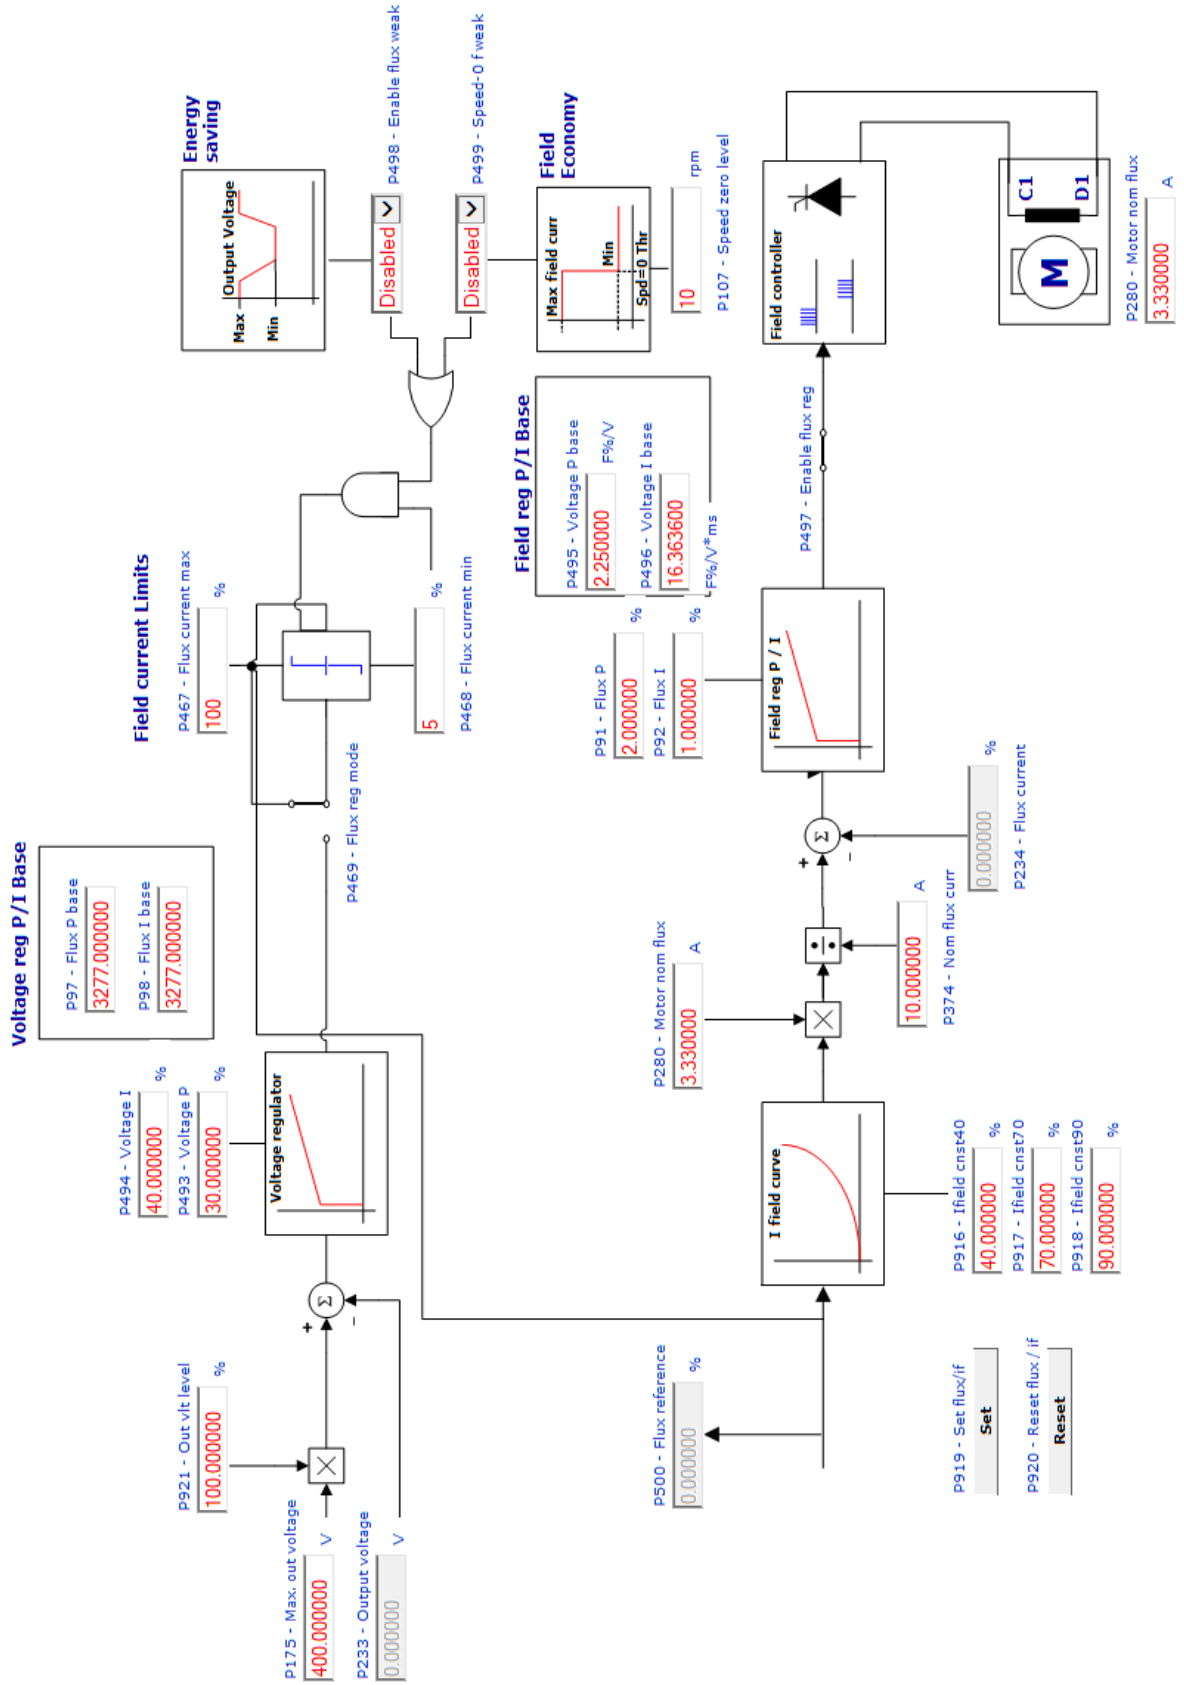 Voltage reg P/I Base
P97 - Flux P base
3277.000000
P98 - Flux I base
3277.000000
P494 - Voltage I
40.000000
%
P493 - Voltage P
30.000000
%
Voltage regulator
P921 - Out vlt level
100.000000
%
P175 - Max. out voltage
400.000000
V
P233 - Output voltage
0.000000
V
+
Σ
-
P469 - Flux reg mode
Field current Limits
P467 - Flux current max
100
%
5
%
P468 - Flux current min
Energy
saving
Output Voltage
Max
Min
Disabled
P498 - Enable flux weak
Disabled
P499 - Speed-0 f weak
Field
Economy
Max field curr
Min
Spd=0 Thr
10
rpm
P107 - Speed zero level
Field reg P/I Base
P495 - Voltage P base
2.250000
F%/V
P496 - Voltage I base
16.363600
F%/V*ms
P91 - Flux P
2.000000
%
P92 - Flux I
1.000000
%
P500 - Flux reference
0.000000
%
I field curve
P916 - Ifield cnst40
40.000000
%
P917 - Ifield cnst70
70.000000
%
P918 - Ifield cnst90
90.000000
%
P919 - Set flux/if
Set
P920 - Reset flux / if
Reset
P280 - Motor nom flux
3.330000
A
10.000000
A
P374 - Nom flux curr
+
Σ
-
0.000000
%
P234 - Flux current
Field reg P / I
P497 - Enable flux reg
Field controller
M
C1
D1
P280 - Motor nom flux
3.330000
A